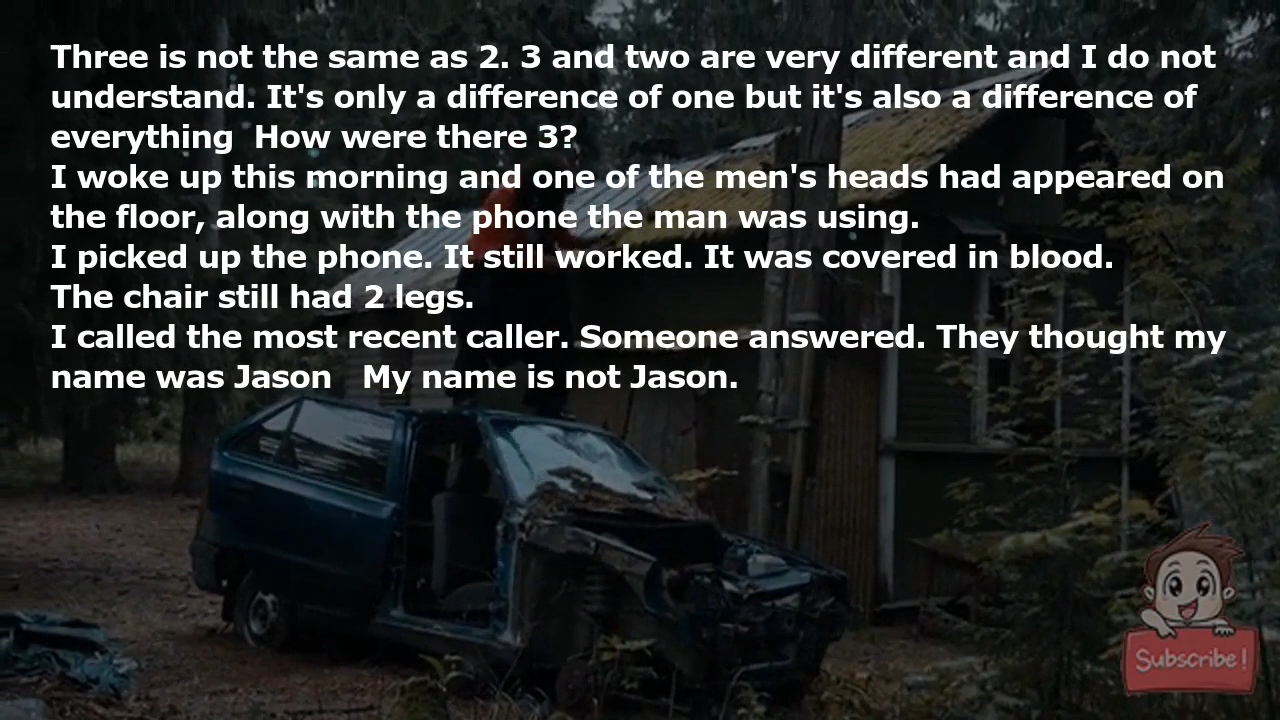 Three is not the same as 2. 3 and two are very different and I do not
understand. It's only a difference of one but it's also a difference of
everything  How were there 3?
I woke up this morning and one of the men's heads had appeared on
the floor, along with the phone the man was using.
I picked up the phone. It still worked. It was covered in blood.
The chair still had 2 legs.
I called the most recent caller. Someone answered. They thought my
name was Jason   My name is not Jason.
Subscribe!